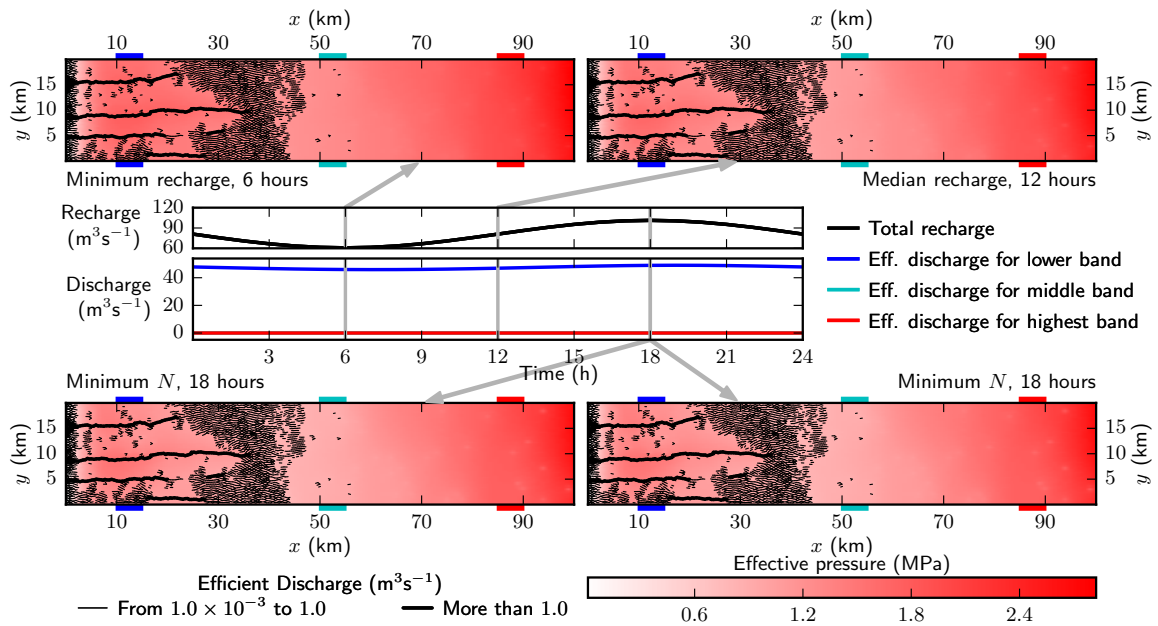 x (km) x (km)
10 30 50 70 90 10 30 50 70 90
y (km) 15 10 5 15 10 5 y (km)
Minimum recharge, 6 hours Median recharge, 12 hours
Recharge (m³s⁻¹) 120 90 60
Discharge (m³s⁻¹) 40 0
3 6 9 12 15 18 21 24
Time (h)
Total recharge
Eff. discharge for lower band
Eff. discharge for middle band
Eff. discharge for highest band
Minimum N, 18 hours Minimum N, 18 hours
y (km) 15 10 5 15 10 5 y (km)
10 30 50 70 90 10 30 50 70 90
x (km) x (km)
Efficient Discharge (m³s⁻¹)
From 1.0 × 10⁻³ to 1.0 More than 1.0
Effective pressure (MPa)
0.6 1.2 1.8 2.4